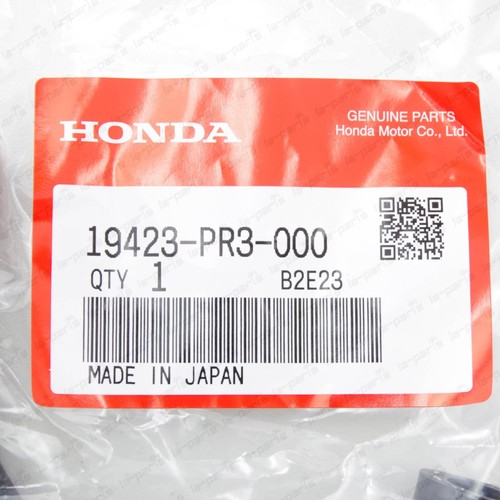 GENUINE PARTS
HONDA
Honda Motor Co., Ltd.
19423-PR3-000
QTY 1 B2E23
MADE IN JAPAN